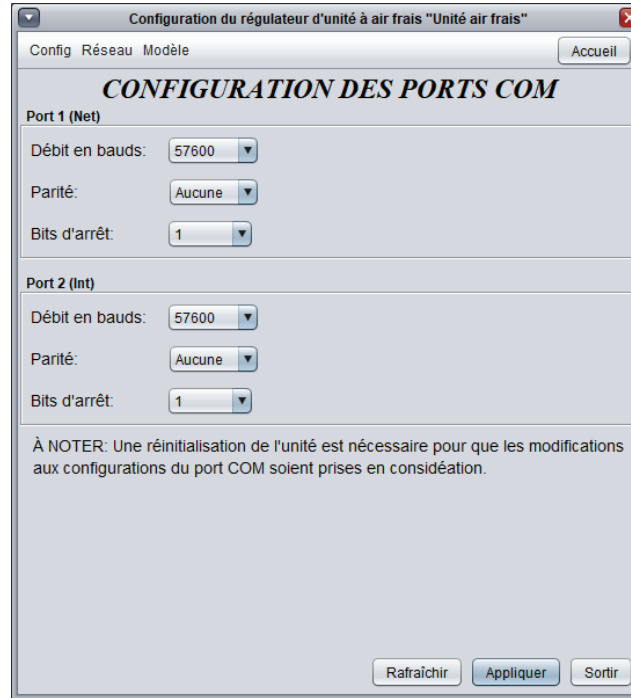 Configuration du régulateur d'unité à air frais "Unité air frais"
Config Réseau Modèle Accueil
CONFIGURATION DES PORTS COM
Port 1 (Net)
Débit en bauds: 57600
Parité: Aucune
Bits d'arrêt: 1
Port 2 (Int)
Débit en bauds: 57600
Parité: Aucune
Bits d'arrêt: 1
À NOTER: Une réinitialisation de l'unité est nécessaire pour que les modifications
aux configurations du port COM soient prises en considéation.
Rafraîchir Appliquer Sortir